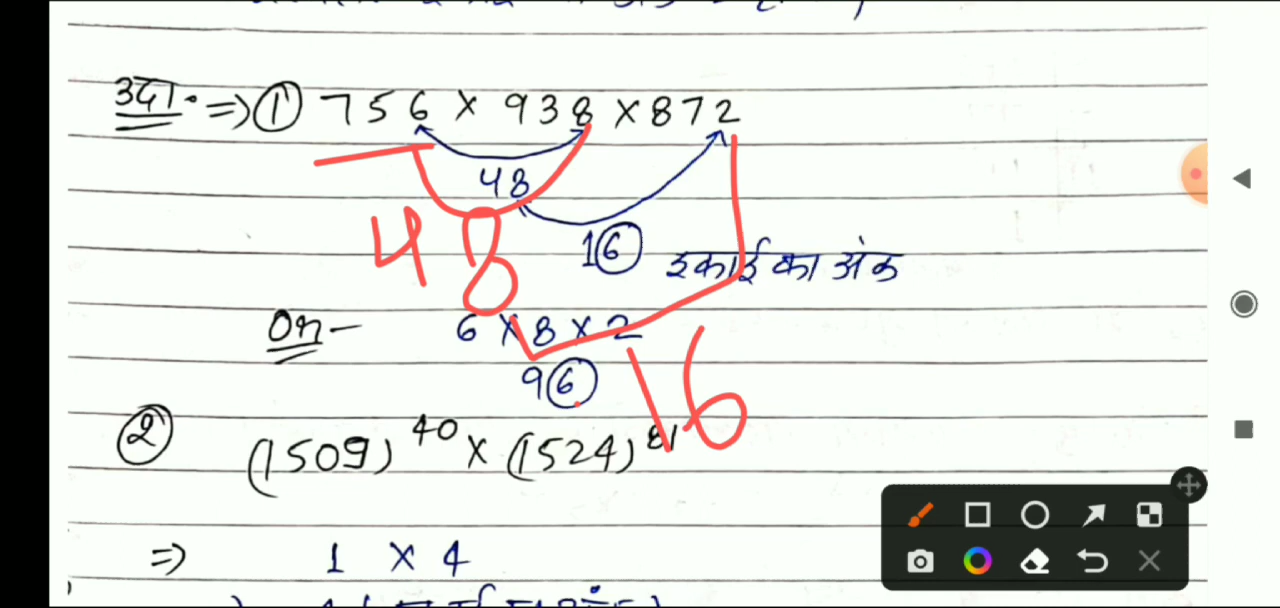 उदा. => ① 756 × 938 × 872
48
4 8
1⑥ इकाई का अंक
On - 6 × 8 × 2
16
9⑥
② (1509)^40 × (1524)^81
=> 1 × 4